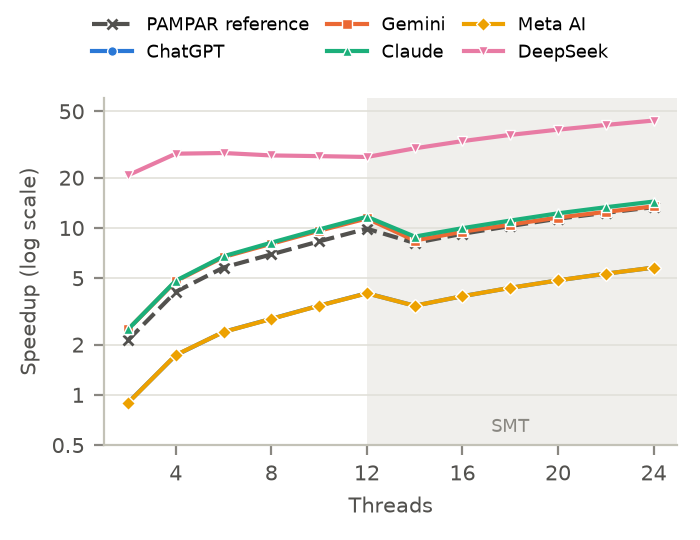 PAMPAR reference Gemini Meta AI
ChatGPT Claude DeepSeek
50
20
10
5
2
1
0.5
Speedup (log scale)
SMT
4 8 12 16 20 24
Threads